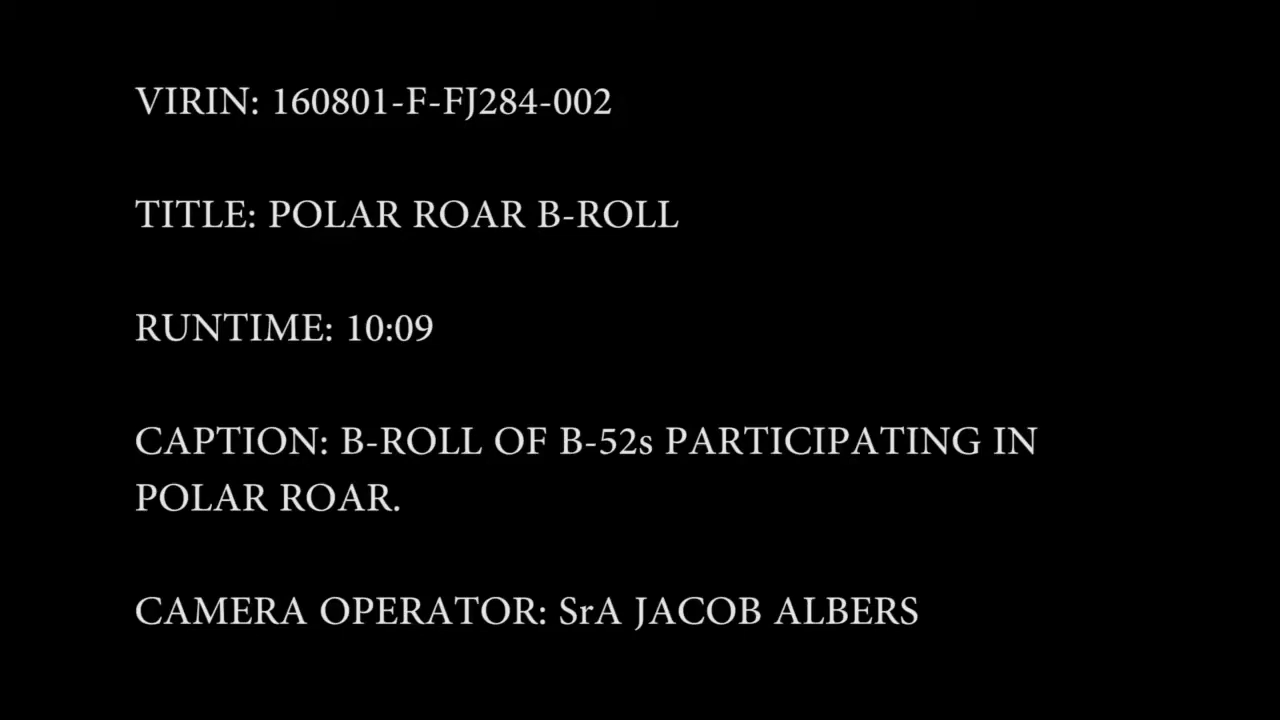 VIRIN: 160801-F-FJ284-002
TITLE: POLAR ROAR B-ROLL
RUNTIME: 10:09
CAPTION: B-ROLL OF B-52s PARTICIPATING IN
POLAR ROAR.
CAMERA OPERATOR: SrA JACOB ALBERS